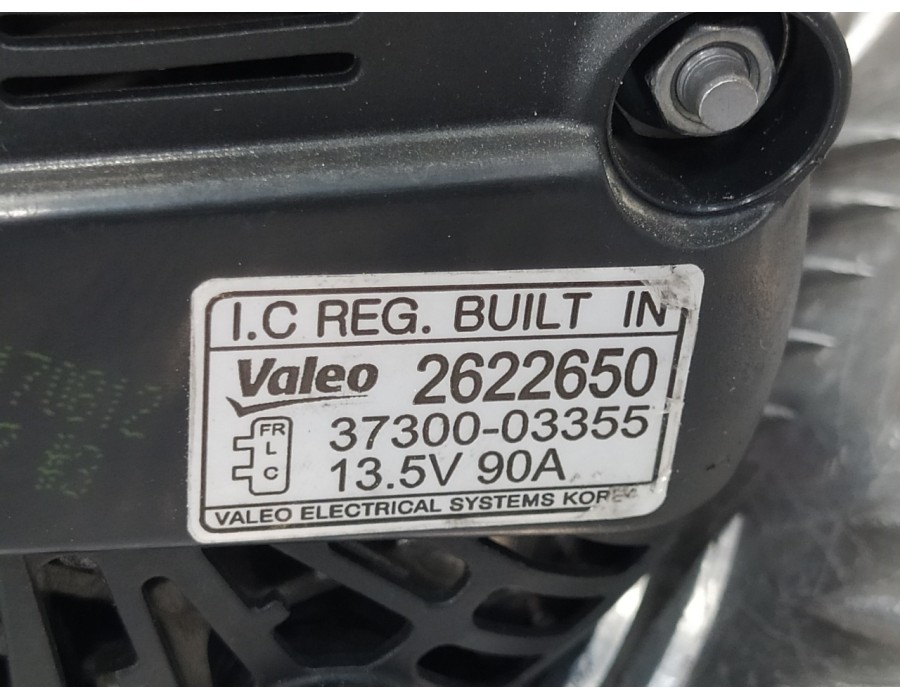 I.C REG. BUILT IN
Valeo 2622650
FR
L
C
37300-03355
13.5V 90A
VALEO ELECTRICAL SYSTEMS KOREA